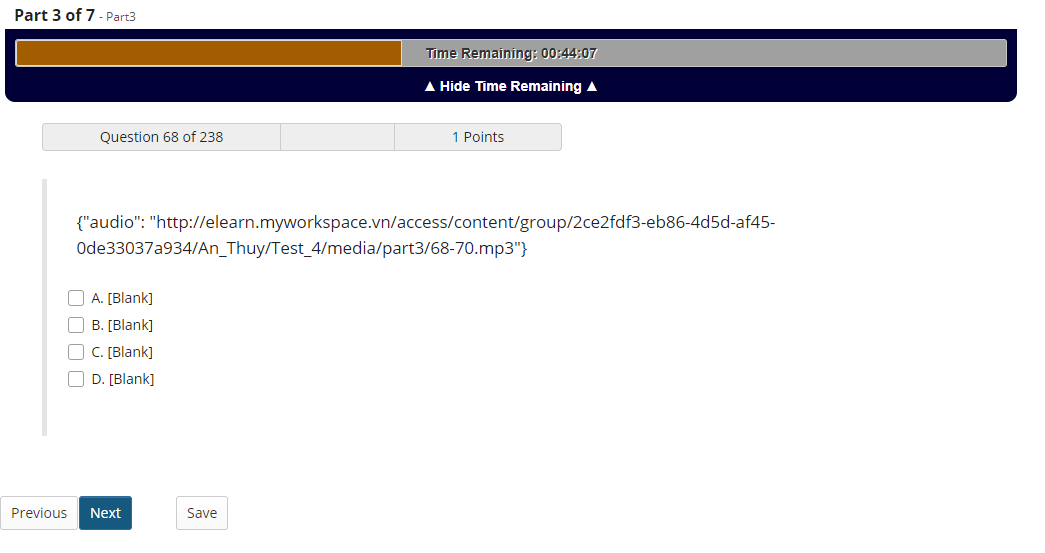 Part 3 of 7 - Part3
Time Remaining: 00:44:07
▲ Hide Time Remaining ▲
Question 68 of 238
1 Points
{"audio": "http://elearn.myworkspace.vn/access/content/group/2ce2fdf3-eb86-4d5d-af45-
0de33037a934/An_Thuy/Test_4/media/part3/68-70.mp3"}
A. [Blank]
B. [Blank]
C. [Blank]
D. [Blank]
Previous
Next
Save